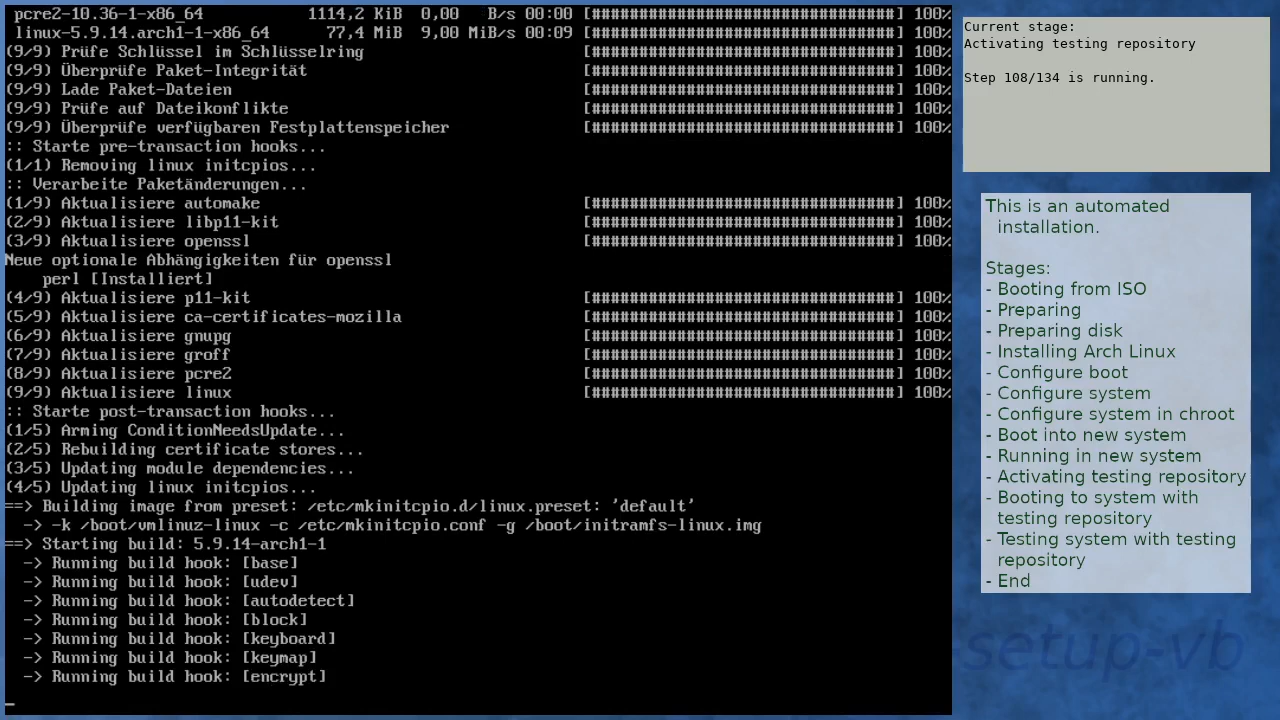 pcre2-10.36-1-x86_64 1114,2 KiB 0,00 B/s 00:00 [################################] 100%
linux-5.9.14.arch1-1-x86_64 77,4 MiB 9,00 MiB/s 00:09 [################################] 100%
(9/9) Prüfe Schlüssel im Schlüsselring [################################] 100%
(9/9) Überprüfe Paket-Integrität [################################] 100%
(9/9) Lade Paket-Dateien [################################] 100%
(9/9) Prüfe auf Dateikonflikte [################################] 100%
(9/9) Überprüfe verfügbaren Festplattenspeicher [################################] 100%
:: Starte pre-transaction hooks...
(1/1) Removing linux initcpios...
:: Verarbeite Paketänderungen...
(1/9) Aktualisiere automake [################################] 100%
(2/9) Aktualisiere libp11-kit [################################] 100%
(3/9) Aktualisiere openssl [################################] 100%
Neue optionale Abhängigkeiten für openssl
perl [Installiert]
(4/9) Aktualisiere p11-kit [################################] 100%
(5/9) Aktualisiere ca-certificates-mozilla [################################] 100%
(6/9) Aktualisiere gnupg [################################] 100%
(7/9) Aktualisiere groff [################################] 100%
(8/9) Aktualisiere pcre2 [################################] 100%
(9/9) Aktualisiere linux [################################] 100%
:: Starte post-transaction hooks...
(1/5) Arming ConditionNeedsUpdate...
(2/5) Rebuilding certificate stores...
(3/5) Updating module dependencies...
(4/5) Updating linux initcpios...
==> Building image from preset: /etc/mkinitcpio.d/linux.preset: 'default'
-> -k /boot/vmlinuz-linux -c /etc/mkinitcpio.conf -g /boot/initramfs-linux.img
==> Starting build: 5.9.14-arch1-1
-> Running build hook: [base]
-> Running build hook: [udev]
-> Running build hook: [autodetect]
-> Running build hook: [block]
-> Running build hook: [keyboard]
-> Running build hook: [keymap]
-> Running build hook: [encrypt]
Current stage:
Activating testing repository
Step 108/134 is running.
This is an automated
installation.
Stages:
- Booting from ISO
- Preparing
- Preparing disk
- Installing Arch Linux
- Configure boot
- Configure system
- Configure system in chroot
- Boot into new system
- Running in new system
- Activating testing repository
- Booting to system with
testing repository
- Testing system with testing
repository
- End
setup-vb